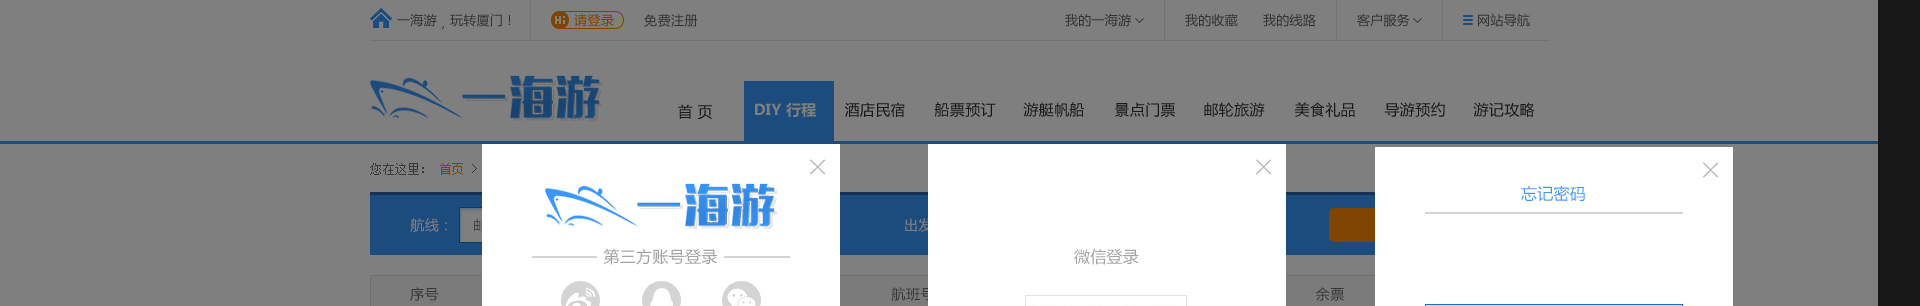 一海游，玩转厦门！
Hi 请登录
免费注册
我的一海游
我的收藏
我的线路
客户服务
网站导航
一海游
首 页
DIY 行程
酒店民宿
船票预订
游艇帆船
景点门票
邮轮旅游
美食礼品
导游预约
游记攻略
您在这里： 首页 >
一海游
忘记密码
航线：
出发
第三方账号登录
微信登录
序号
航班号
余票